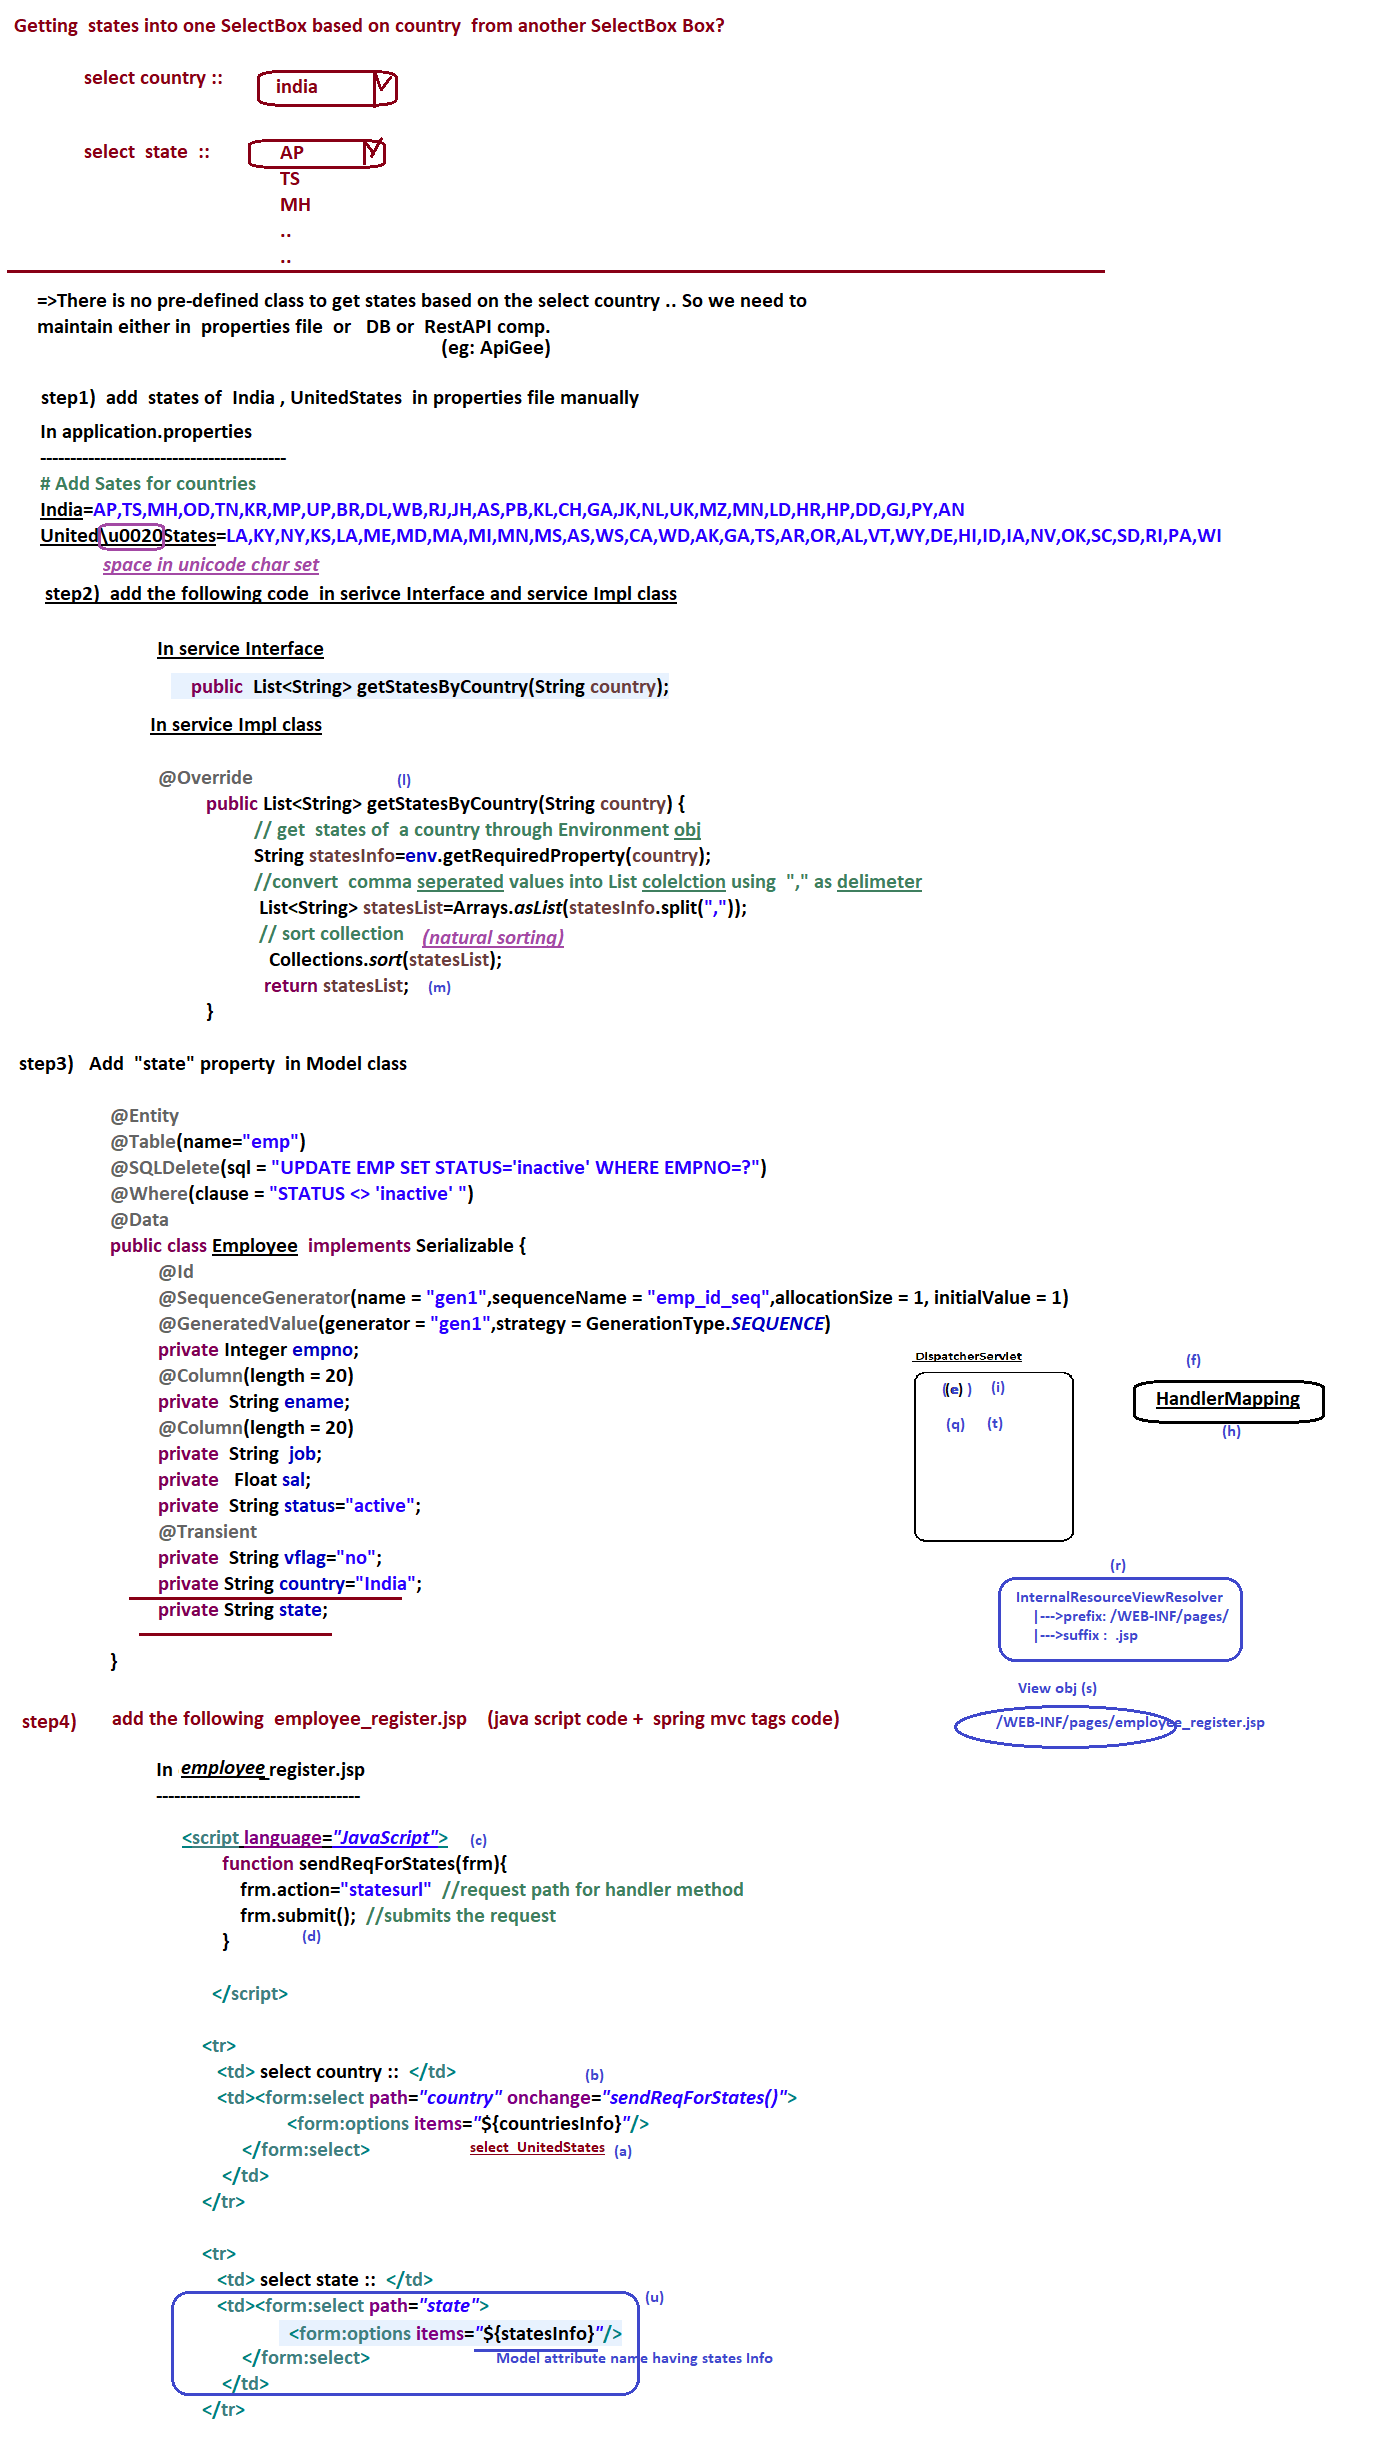 Getting  states into one SelectBox based on country  from another SelectBox Box?
select country ::
india
select  state  ::
AP
TS
MH
..
..
=>There is no pre-defined class to get states based on the select country .. So we need to
maintain either in  properties file  or   DB or  RestAPI comp.
(eg: ApiGee)
step1)  add  states of  India , UnitedStates  in properties file manually
In application.properties
-----------------------------------------
# Add Sates for countries
India=AP,TS,MH,OD,TN,KR,MP,UP,BR,DL,WB,RJ,JH,AS,PB,KL,CH,GA,JK,NL,UK,MZ,MN,LD,HR,HP,DD,GJ,PY,AN
United\u0020States=LA,KY,NY,KS,LA,ME,MD,MA,MI,MN,MS,AS,WS,CA,WD,AK,GA,TS,AR,OR,AL,VT,WY,DE,HI,ID,IA,NV,OK,SC,SD,RI,PA,WI
space in unicode char set
step2)  add the following code  in serivce Interface and service Impl class
In service Interface
public  List<String> getStatesByCountry(String country);
In service Impl class
@Override
(l)
public List<String> getStatesByCountry(String country) {
// get  states of  a country through Environment obj
String statesInfo=env.getRequiredProperty(country);
//convert  comma seperated values into List colelction using  "," as delimeter
List<String> statesList=Arrays.asList(statesInfo.split(","));
// sort collection   (natural sorting)
Collections.sort(statesList);
return statesList;   (m)
}
step3)   Add  "state" property  in Model class
@Entity
@Table(name="emp")
@SQLDelete(sql = "UPDATE EMP SET STATUS='inactive' WHERE EMPNO=?")
@Where(clause = "STATUS <> 'inactive' ")
@Data
public class Employee  implements Serializable {
@Id
@SequenceGenerator(name = "gen1",sequenceName = "emp_id_seq",allocationSize = 1, initialValue = 1)
@GeneratedValue(generator = "gen1",strategy = GenerationType.SEQUENCE)
private Integer empno;
@Column(length = 20)
private  String ename;
@Column(length = 20)
private  String  job;
private   Float sal;
private  String status="active";
@Transient
private  String vflag="no";
private String country="India";
private String state;
}
DispatcherServlet
(e)   (i)
(q)   (t)
(f)
HandlerMapping
(h)
(r)
InternalResourceViewResolver
|--->prefix: /WEB-INF/pages/
|--->suffix :  .jsp
View obj (s)
/WEB-INF/pages/employee_register.jsp
step4)   add the following  employee_register.jsp    (java script code +  spring mvc tags code)
In  employee_register.jsp
----------------------------------
<script language="JavaScript">   (c)
function sendReqForStates(frm){
frm.action="statesurl"  //request path for handler method
frm.submit();  //submits the request
}
(d)
</script>
<tr>
<td> select country ::  </td>
(b)
<td><form:select path="country" onchange="sendReqForStates()">
<form:options items="${countriesInfo}"/>
</form:select>
select  UnitedStates  (a)
</td>
</tr>
<tr>
<td> select state ::  </td>
(u)
<td><form:select path="state">
<form:options items="${statesInfo}"/>
</form:select>
Model attribute name having states Info
</td>
</tr>